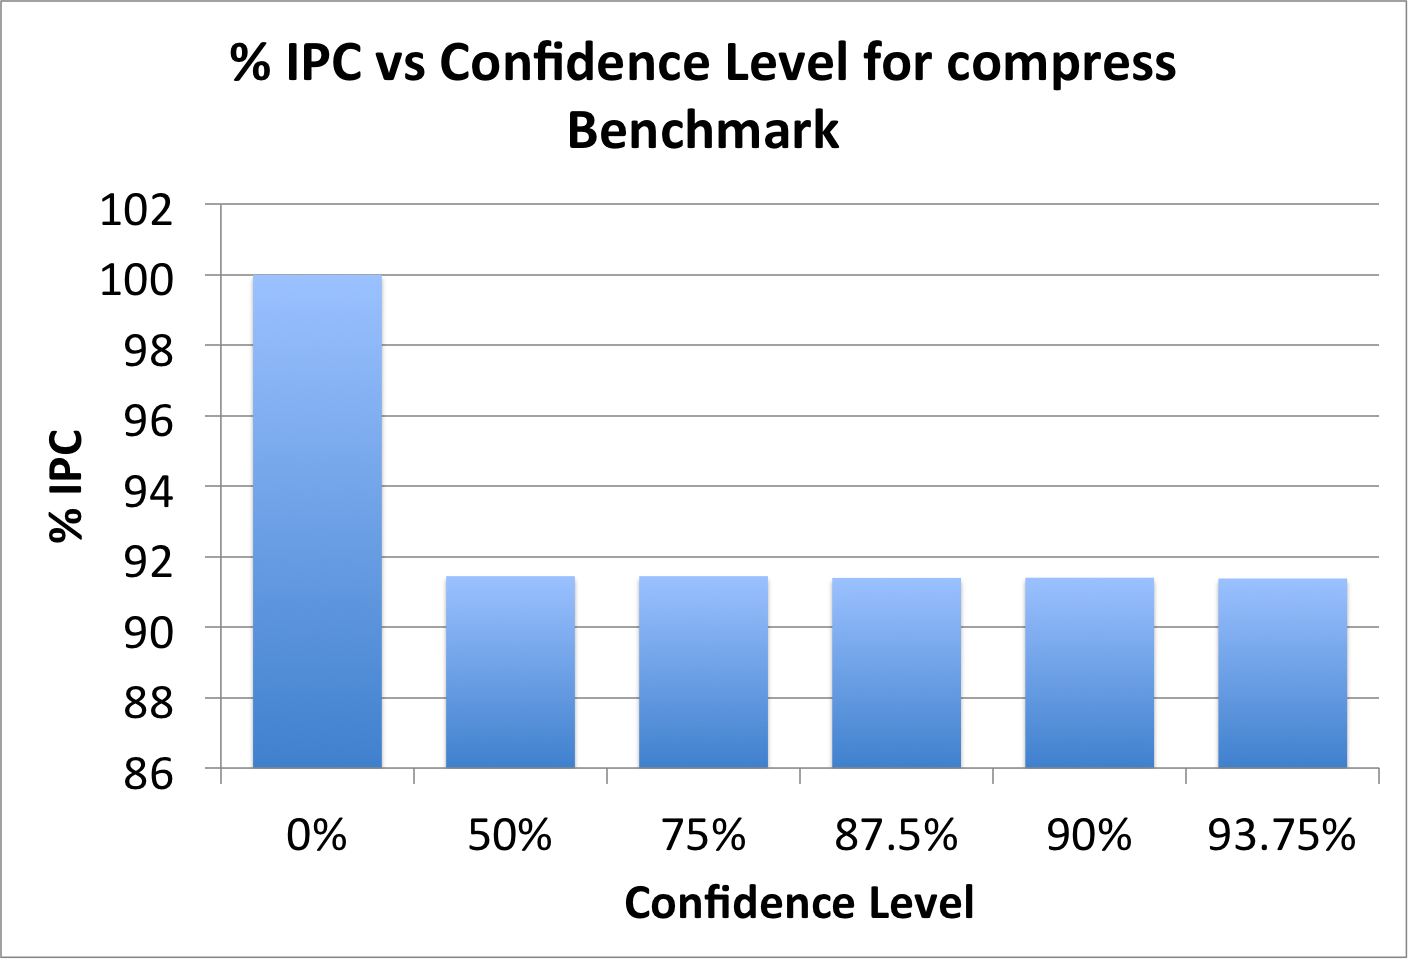 % IPC vs Confidence Level for compress
Benchmark
102
100
98
96
94
92
90
88
86
% IPC
0% 50% 75% 87.5% 90% 93.75%
Confidence Level